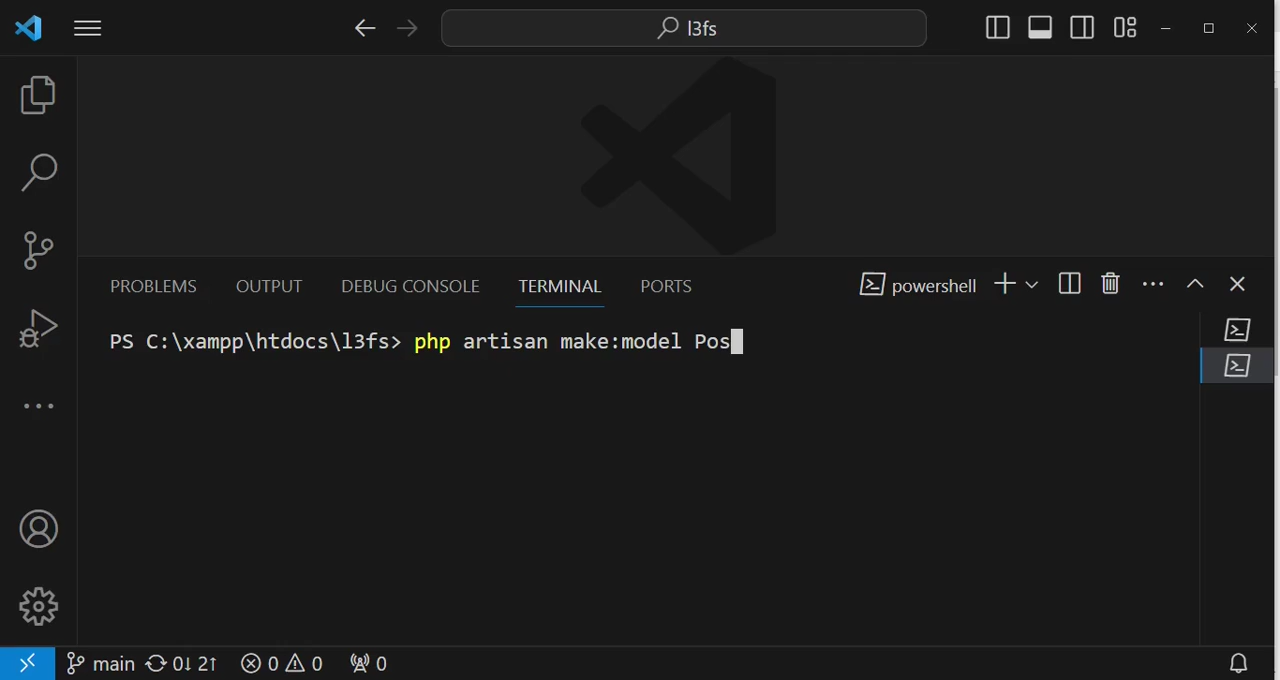 l3fs
PROBLEMS OUTPUT DEBUG CONSOLE TERMINAL PORTS powershell
PS C:\xampp\htdocs\l3fs> php artisan make:model Pos
main 0↓ 2↑ 0 0 0